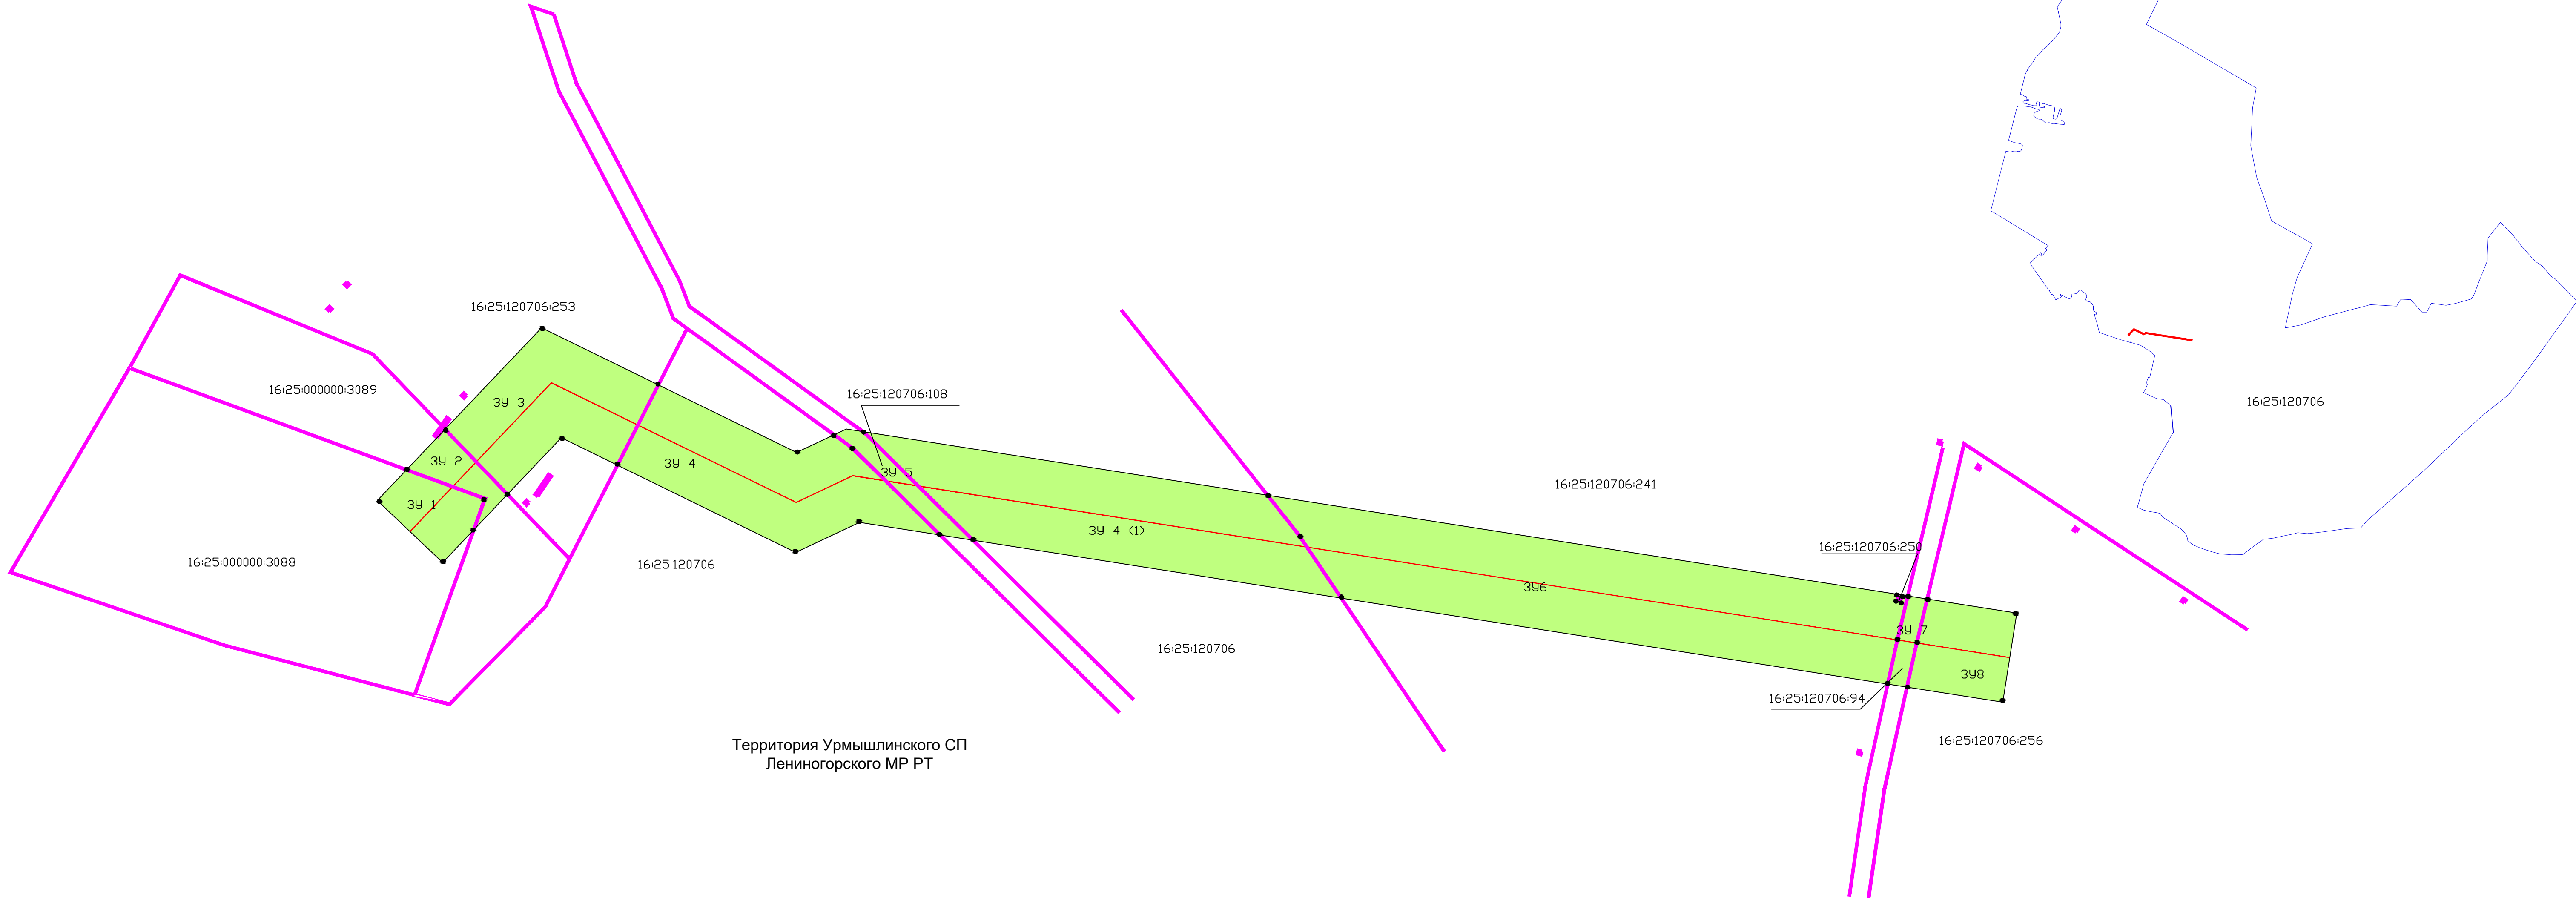 16:25:120706:253
16:25:000000:3089
ЗУ 3
16:25:120706:108
16:25:120706
ЗУ 2
ЗУ 4
ЗУ 5
16:25:120706:241
ЗУ 1
ЗУ 4 (1)
16:25:120706:250
16:25:000000:3088
16:25:120706
ЗУ6
ЗУ 7
16:25:120706
ЗУ8
16:25:120706:94
16:25:120706:256
Территория Урмышлинского СП
Лениногорского МР РТ